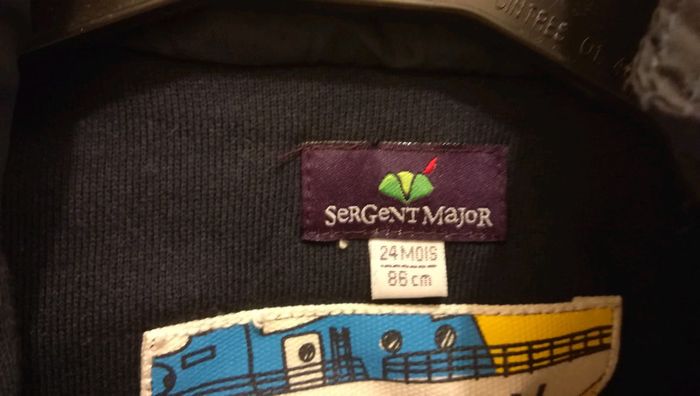 SeRGeNT MaJoR
24 MOIS
86 cm